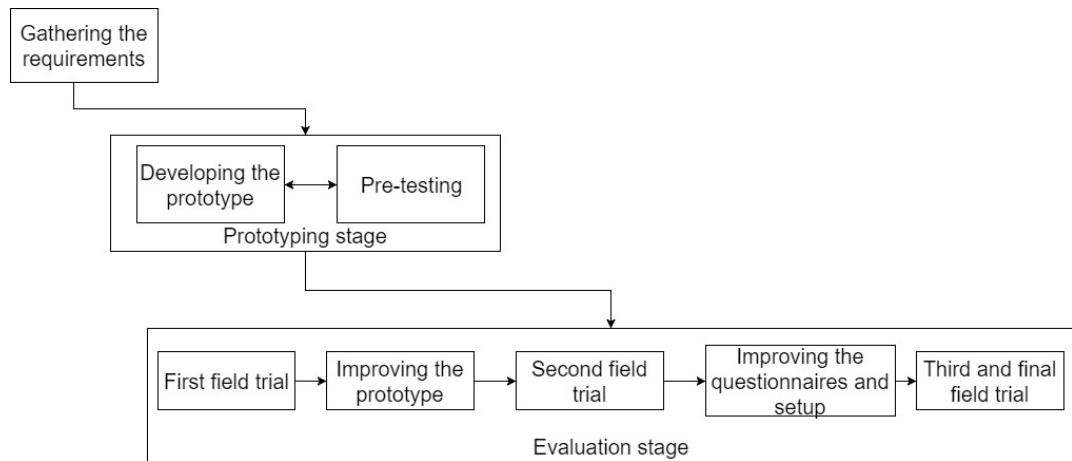 Gathering the
requirements
Developing the
prototype
Pre-testing
Prototyping stage
First field trial
Improving the
prototype
Second field
trial
Improving the
questionnaires and
setup
Third and final
field trial
Evaluation stage